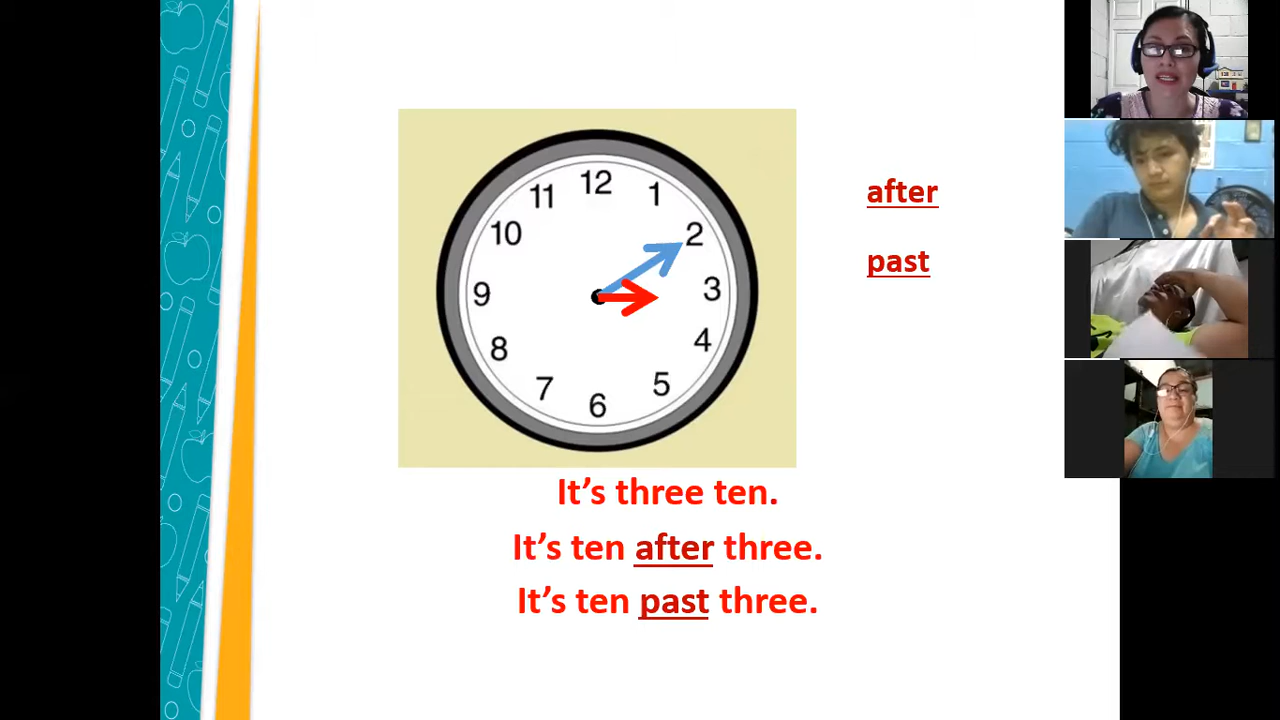 12
11
1
10
2
9
3
8
4
7
5
6
after
past
It's three ten.
It's ten after three.
It's ten past three.